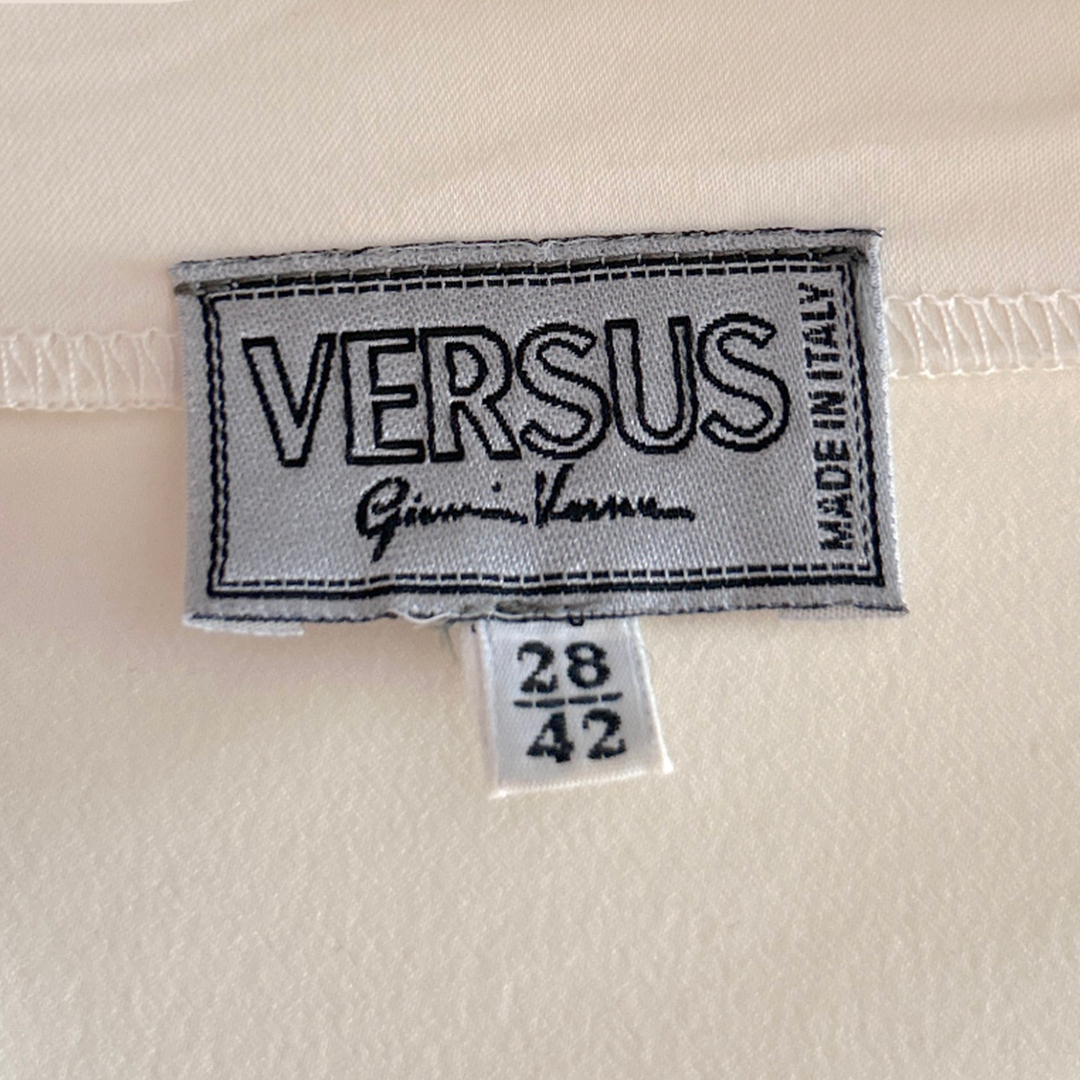 VERSUS
Gianni Versace
MADE IN ITALY
28
42